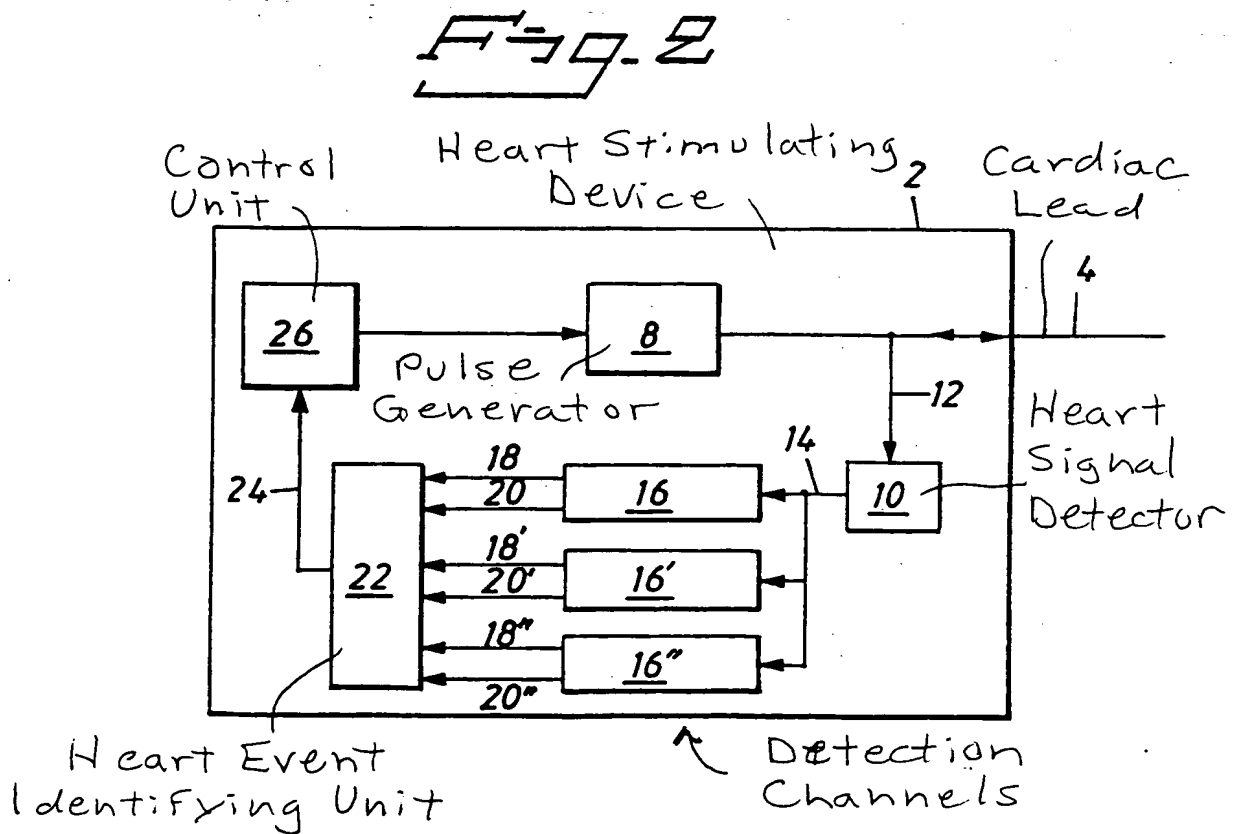 Fig. 2
Heart Stimulating
Device
2
Control
Unit
Cardiac
Lead
4
26
8
Pulse
Generator
12
Heart
Signal
Detector
14
10
18
20
16
24
22
18'
20'
16'
18"
20"
16"
Heart Event
Identifying Unit
Detection
Channels